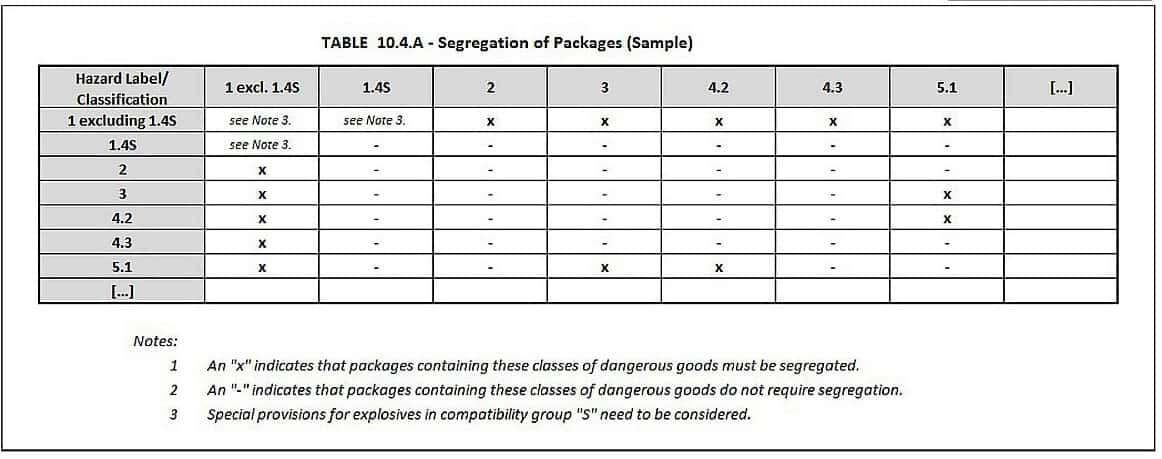 TABLE 10.4.A - Segregation of Packages (Sample)
Hazard Label/
Classification 1 excl. 1.4S 1.4S 2 3 4.2 4.3 5.1 [...]
1 excluding 1.4S see Note 3. see Note 3. x x x x x
1.4S see Note 3. - - - - - -
2 x - - - - - -
3 x - - - - - x
4.2 x - - - - - x
4.3 x - - - - - -
5.1 x - - x x - -
[...]
Notes:
1 An "x" indicates that packages containing these classes of dangerous goods must be segregated.
2 An "-" indicates that packages containing these classes of dangerous goods do not require segregation.
3 Special provisions for explosives in compatibility group "S" need to be considered.